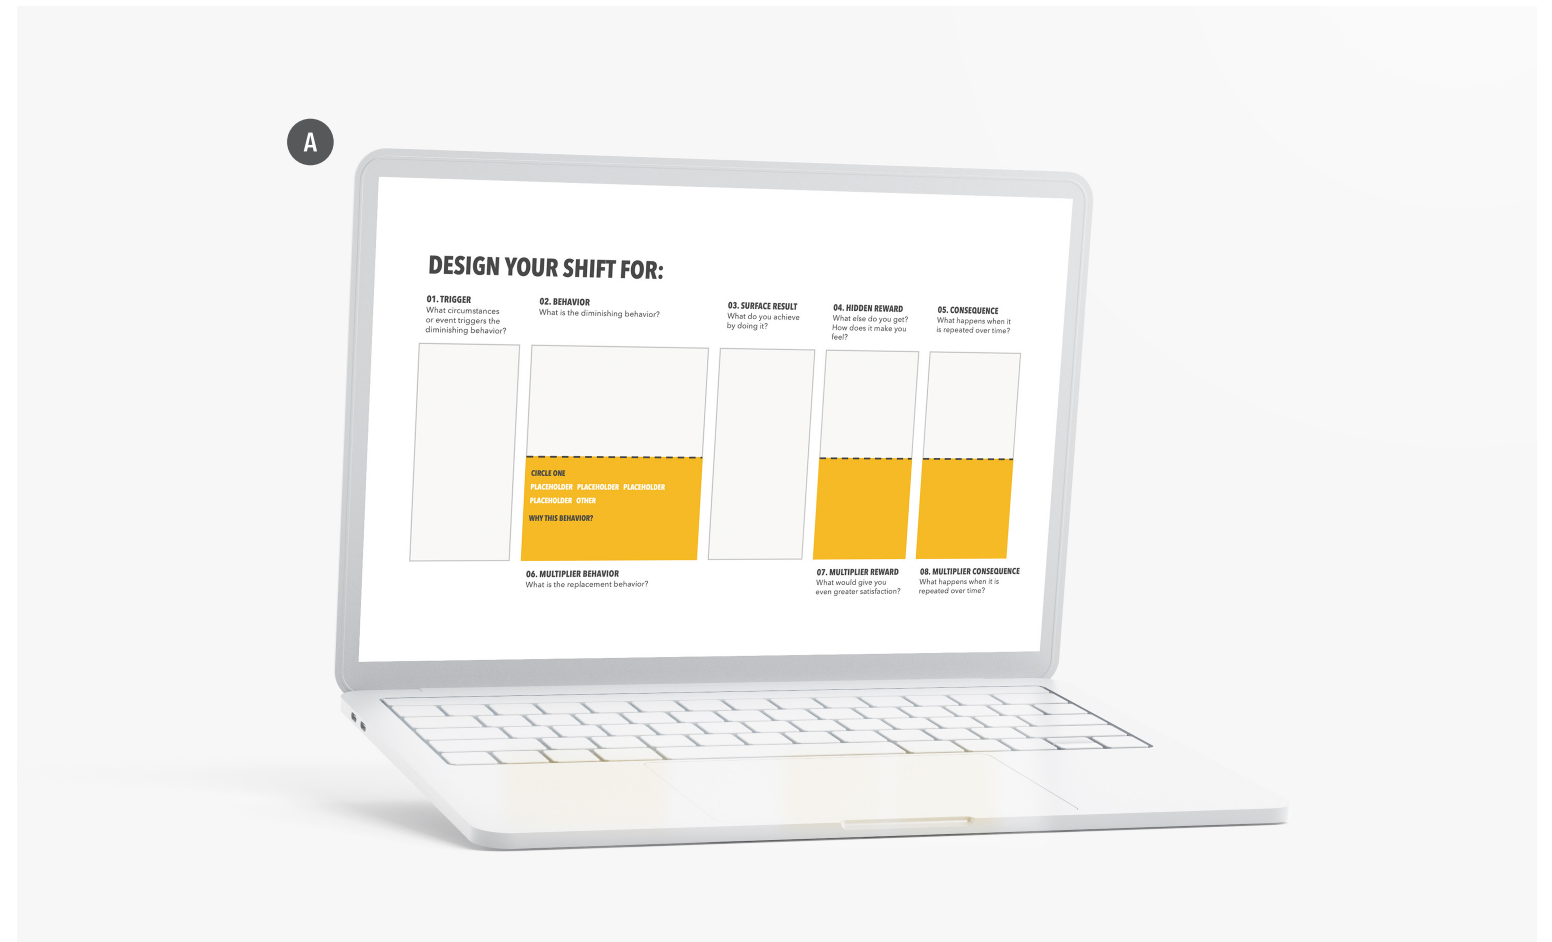 A
DESIGN YOUR SHIFT FOR:
01. TRIGGER
What circumstances
or event triggers the
diminishing behavior?
02. BEHAVIOR
What is the diminishing behavior?
03. SURFACE RESULT
What do you achieve
by doing it?
04. HIDDEN REWARD
What else do you get?
How does it make you
feel?
05. CONSEQUENCE
What happens when it
is repeated over time?
CIRCLE ONE
PLACEHOLDER PLACEHOLDER PLACEHOLDER
PLACEHOLDER OTHER
WHY THIS BEHAVIOR?
06. MULTIPLIER BEHAVIOR
What is the replacement behavior?
07. MULTIPLIER REWARD
What would give you
even greater satisfaction?
08. MULTIPLIER CONSEQUENCE
What happens when it is
repeated over time?